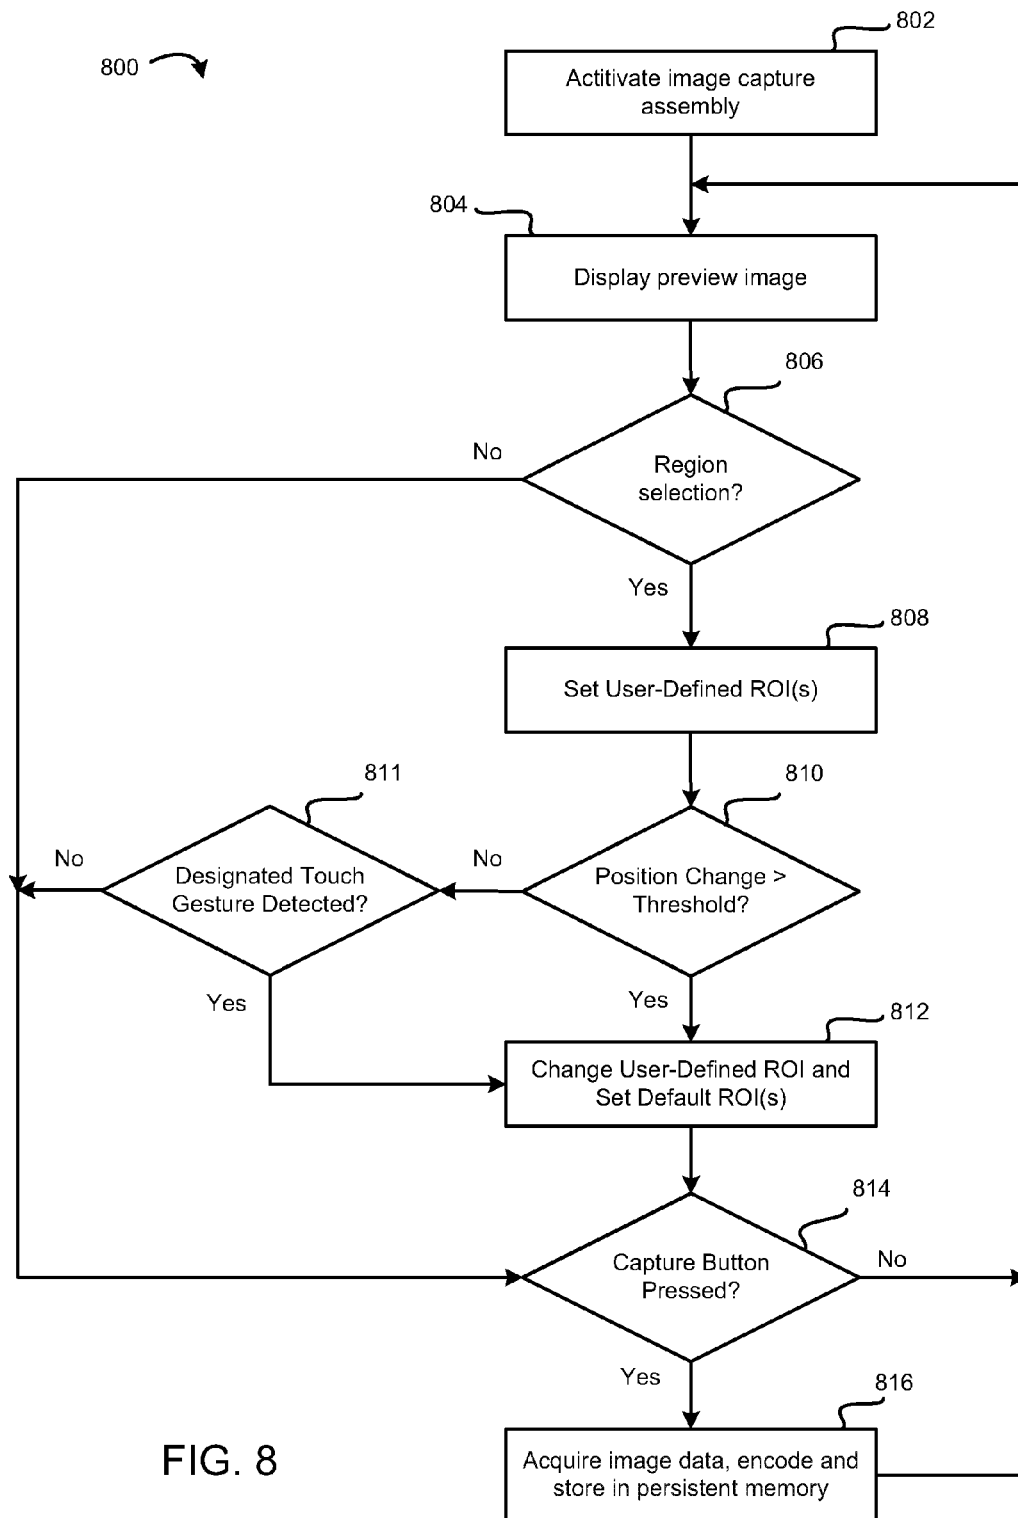 802
800
Actitivate image capture
assembly
804
Display preview image
806
No
Region
selection?
Yes
808
Set User-Defined ROI(s)
811
810
No
Designated Touch
Gesture Detected?
No
Position Change >
Threshold?
Yes
Yes
812
Change User-Defined ROI and
Set Default ROI(s)
814
Capture Button
Pressed?
No
Yes
816
FIG. 8
Acquire image data, encode and
store in persistent memory